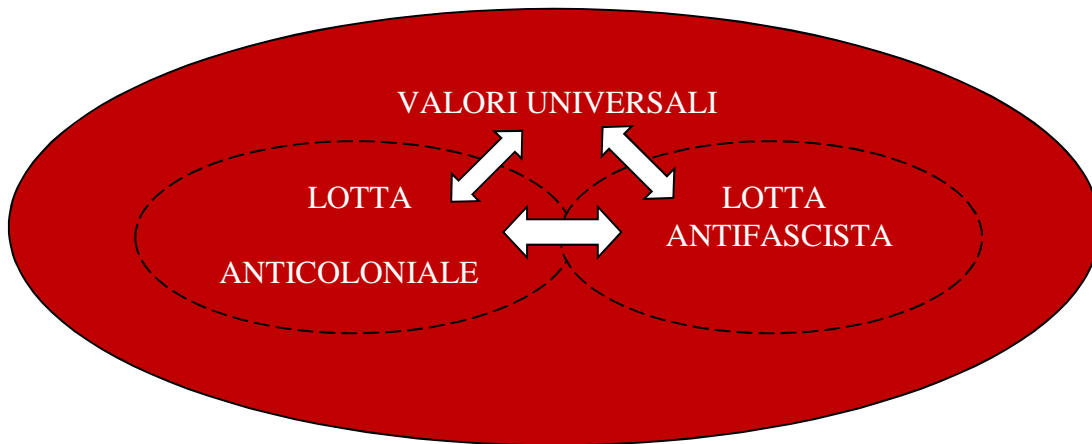 VALORI UNIVERSALI
LOTTA
ANTICOLONIALE
LOTTA
ANTIFASCISTA